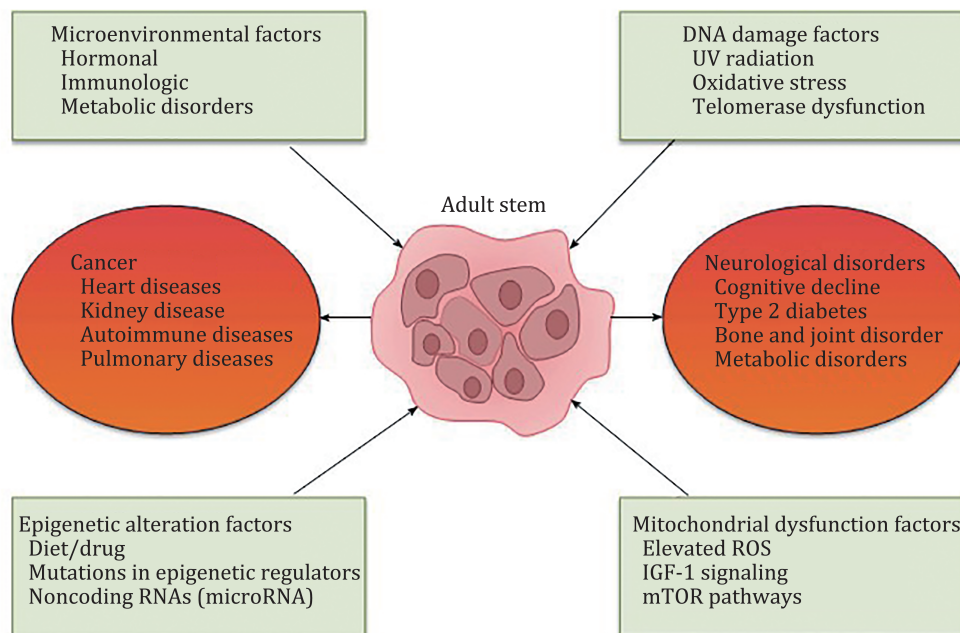 Microenvironmental factors
Hormonal
Immunologic
Metabolic disorders
DNA damage factors
UV radiation
Oxidative stress
Telomerase dysfunction
Adult stem
Cancer
Heart diseases
Kidney disease
Autoimmune diseases
Pulmonary diseases
Neurological disorders
Cognitive decline
Type 2 diabetes
Bone and joint disorder
Metabolic disorders
Epigenetic alteration factors
Diet/drug
Mutations in epigenetic regulators
Noncoding RNAs (microRNA)
Mitochondrial dysfunction factors
Elevated ROS
IGF-1 signaling
mTOR pathways